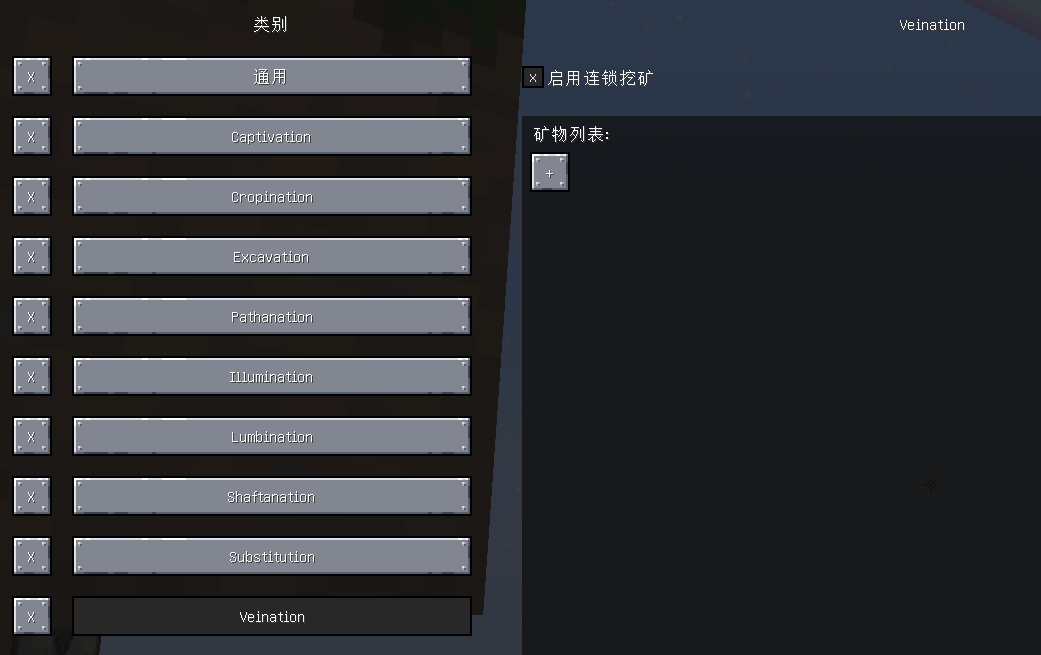 类别
X 通用
X Captivation
X Cropination
X Excavation
X Pathanation
X Illumination
X Lumbination
X Shaftanation
X Substitution
X Veination
Veination
x 启用连锁挖矿
矿物列表:
+